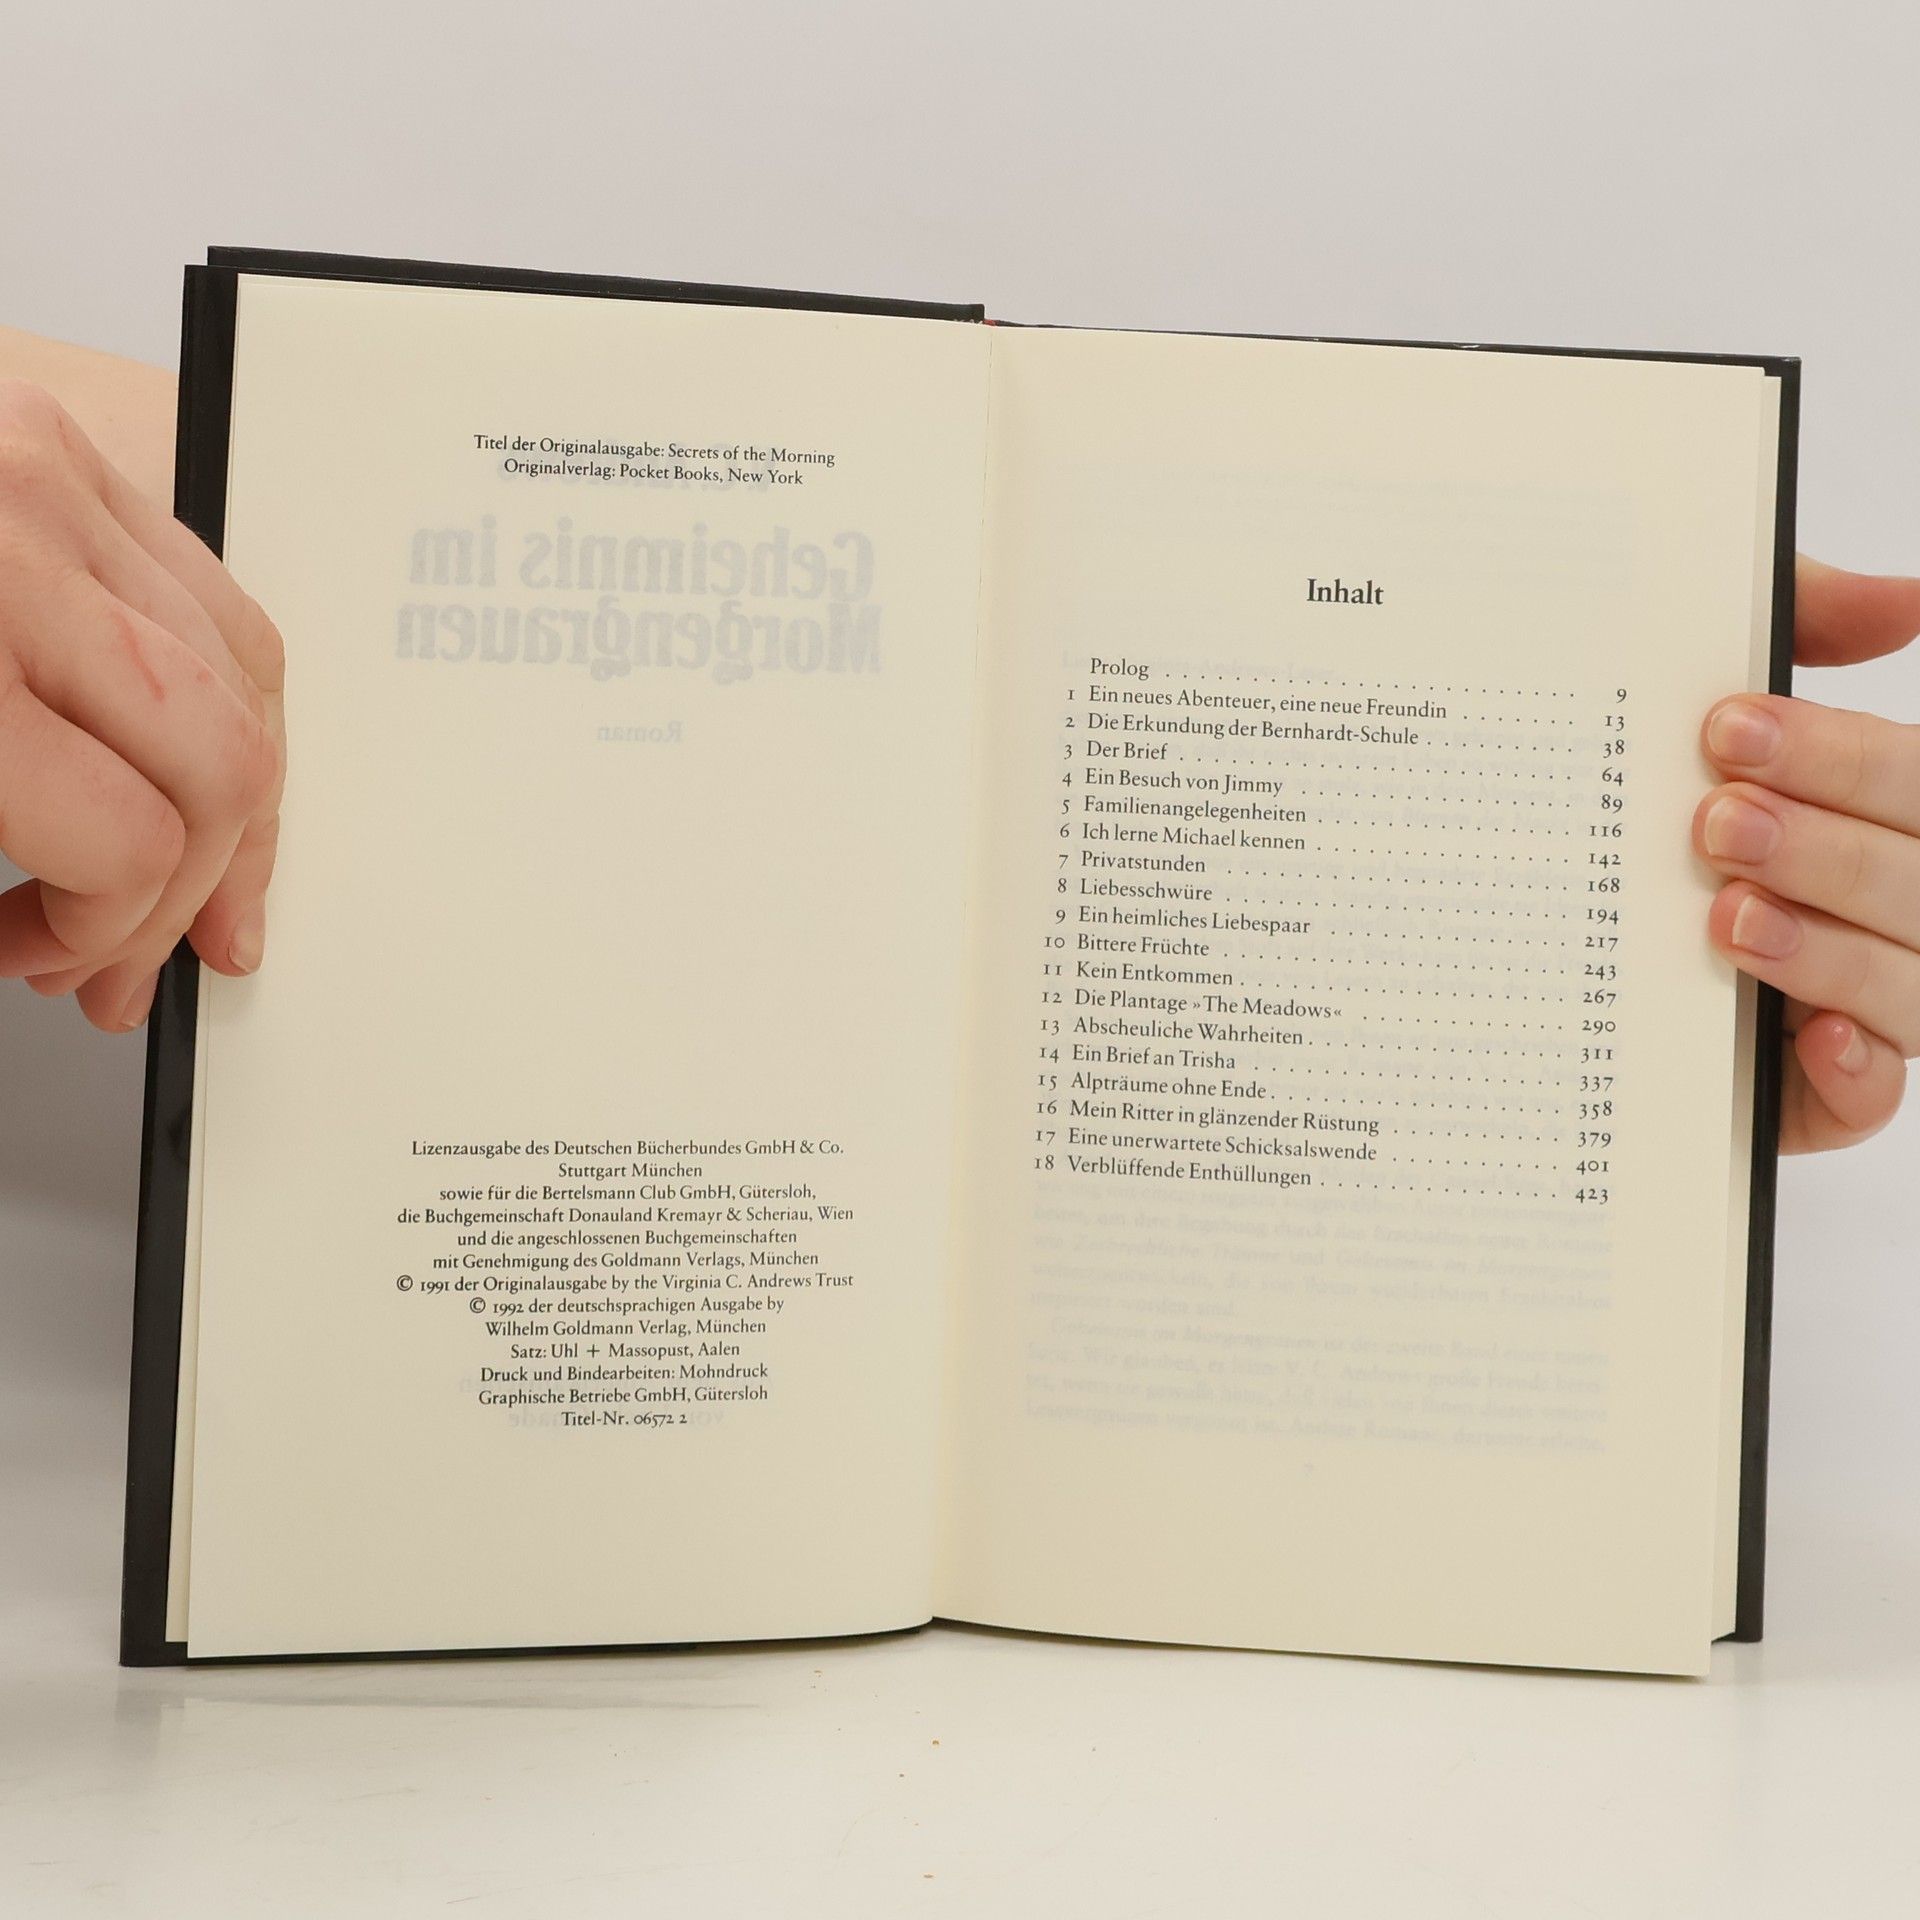 Titel der Originalausgabe: Secrets of the Morning
Originalverlag: Pocket Books, New York
Geheimnis im
Morgengrauen
Roman
Lizenzausgabe des Deutschen Bücherbundes GmbH & Co.
Stuttgart München
sowie für die Bertelsmann Club GmbH, Gütersloh,
die Buchgemeinschaft Donauland Kremayr & Scheriau, Wien
und die angeschlossenen Buchgemeinschaften
mit Genehmigung des Goldmann Verlags, München
© 1991 der Originalausgabe by the Virginia C. Andrews Trust
© 1992 der deutschsprachigen Ausgabe by
Wilhelm Goldmann Verlag, München
Satz: Uhl + Massopust, Aalen
Druck und Bindearbeiten: Mohndruck
Graphische Betriebe GmbH, Gütersloh
Titel-Nr. 06572 2
Inhalt
Prolog . . . . . . . . . . . . . . . . . . . . . . . . 9
1 Ein neues Abenteuer, eine neue Freundin . . . . . . . 13
2 Die Erkundung der Bernhardt-Schule . . . . . . . . . 38
3 Der Brief . . . . . . . . . . . . . . . . . . . . . . . 64
4 Ein Besuch von Jimmy . . . . . . . . . . . . . . . . 89
5 Familienangelegenheiten . . . . . . . . . . . . . . . 116
6 Ich lerne Michael kennen . . . . . . . . . . . . . . . 142
7 Privatstunden . . . . . . . . . . . . . . . . . . . . . 168
8 Liebesschwüre . . . . . . . . . . . . . . . . . . . . . 194
9 Ein heimliches Liebespaar . . . . . . . . . . . . . . 217
10 Bittere Früchte . . . . . . . . . . . . . . . . . . . . . 243
11 Kein Entkommen . . . . . . . . . . . . . . . . . . . . 267
12 Die Plantage »The Meadows« . . . . . . . . . . . . 290
13 Abscheuliche Wahrheiten . . . . . . . . . . . . . . . 311
14 Ein Brief an Trisha . . . . . . . . . . . . . . . . . . . 337
15 Alpträume ohne Ende . . . . . . . . . . . . . . . . . . 358
16 Mein Ritter in glänzender Rüstung . . . . . . . . . . 379
17 Eine unerwartete Schicksalswende . . . . . . . . . . 401
18 Verblüffende Enthüllungen . . . . . . . . . . . . . . 423